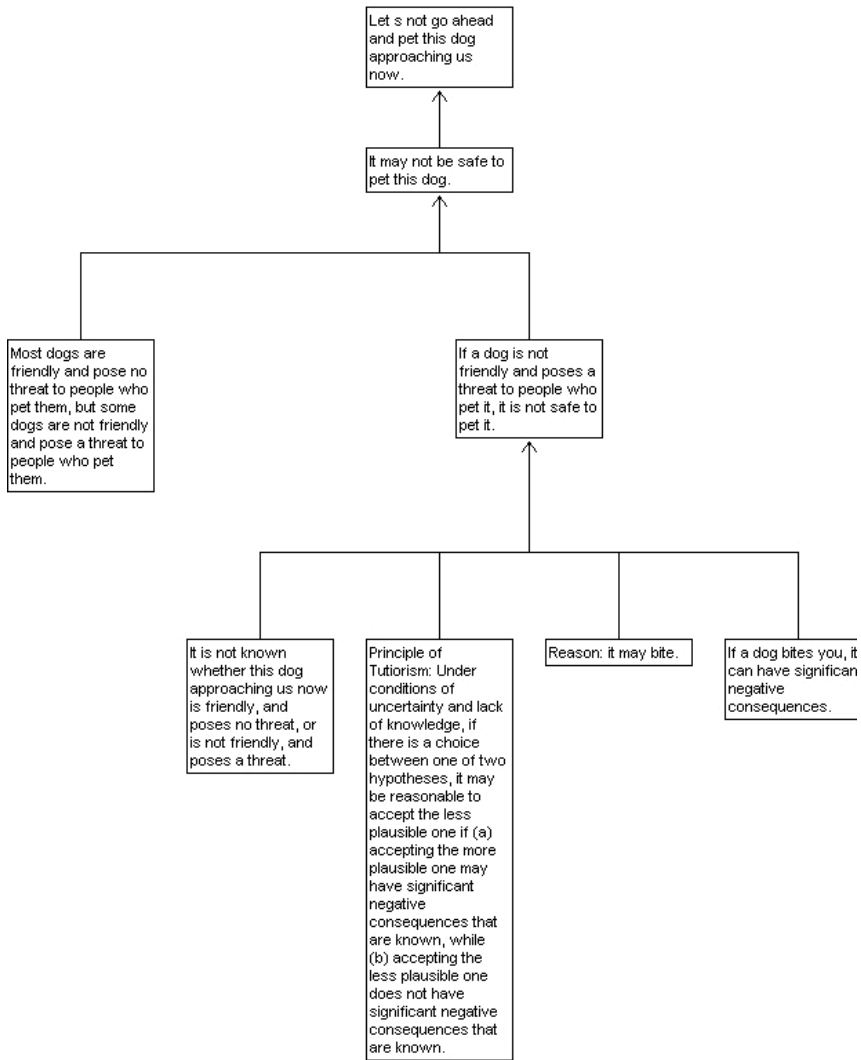 Let s not go ahead
and pet this dog
approaching us
now.
It may not be safe to
pet this dog.
Most dogs are
friendly and pose no
threat to people who
pet them, but some
dogs are not friendly
and pose a threat to
people who pet
them.
If a dog is not
friendly and poses a
threat to people who
pet it, it is not safe to
pet it.
It is not known
whether this dog
approaching us now
is friendly, and
poses no threat, or
is not friendly, and
poses a threat.
Principle of
Tutiorism: Under
conditions of
uncertainty and lack
of knowledge, if
there is a choice
between one of two
hypotheses, it may
be reasonable to
accept the less
plausible one if (a)
accepting the more
plausible one may
have significant
negative
consequences that
are known, while
(b) accepting the
less plausible one
does not have
significant negative
consequences that
are known.
Reason: it may bite.
If a dog bites you, it
can have significan
negative
consequences.